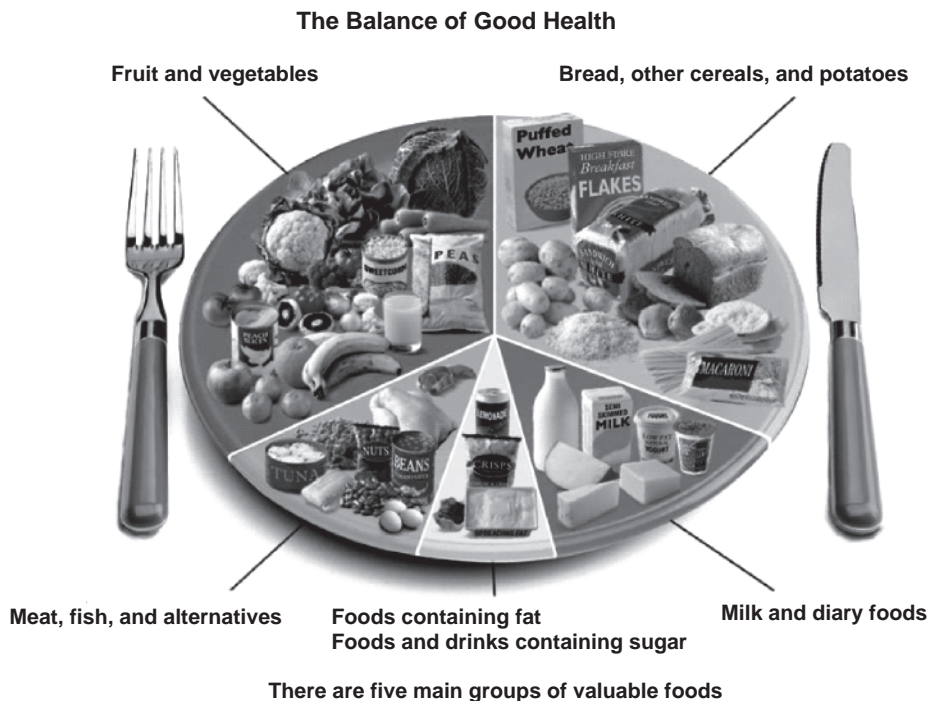 The Balance of Good Health
Fruit and vegetables
Bread, other cereals, and potatoes
Puffed
Wheat
HIGH FIBRE
Breakfast
FLAKES
PEAS
SWEETCORN
PEACH
SLICES
MACARONI
LEMONADE
SEMI
SKIMMED
MILK
LOW FAT
YOGURT
NUTS
BEANS
TUNA
CRISPS
SPREADING FAT
Meat, fish, and alternatives
Foods containing fat
Foods and drinks containing sugar
Milk and diary foods
There are five main groups of valuable foods